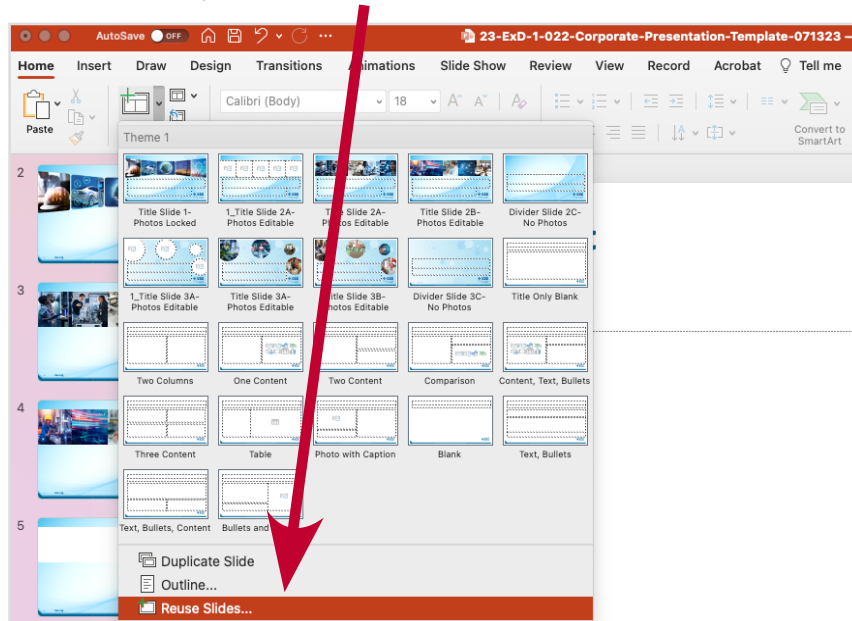 AutoSave OFF ••• 23-ExD-1-022-Corporate-Presentation-Template-071323 –
Home Insert Draw Design Transitions Animations Slide Show Review View Record Acrobat Tell me
Calibri (Body) 18
Paste
Convert to
SmartArt
Theme 1
Title Slide 1-
Photos Locked
1_Title Slide 2A-
Photos Editable
Title Slide 2A-
Photos Editable
Title Slide 2B-
Photos Editable
Divider Slide 2C-
No Photos
1_Title Slide 3A-
Photos Editable
Title Slide 3A-
Photos Editable
Title Slide 3B-
Photos Editable
Divider Slide 3C-
No Photos
Title Only Blank
Two Columns One Content Two Content Comparison Content, Text, Bullets
Three Content Table Photo with Caption Blank Text, Bullets
Text, Bullets, Content Bullets and
Duplicate Slide
Outline...
Reuse Slides...
2
3
4
5